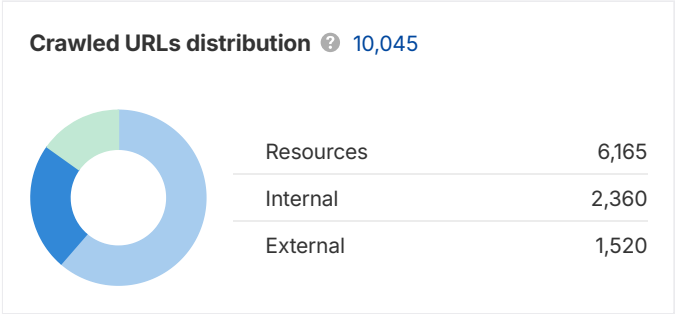 Crawled URLs distribution ? 10,045
Resources 6,165
Internal 2,360
External 1,520